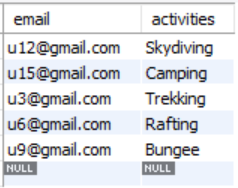 email activities
u12@gmail.com Skydiving
u15@gmail.com Camping
u3@gmail.com Trekking
u6@gmail.com Rafting
u9@gmail.com Bungee
NULL NULL